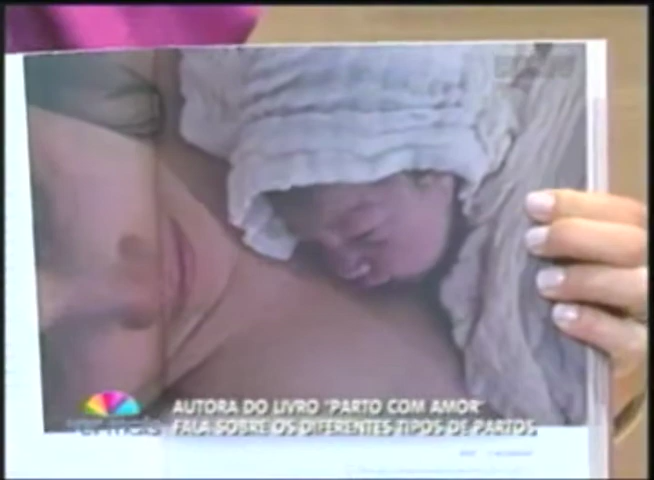 AUTORA DO LIVRO "PARTO COM AMOR"
FALA SOBRE OS DIFERENTES TIPOS DE PARTOS